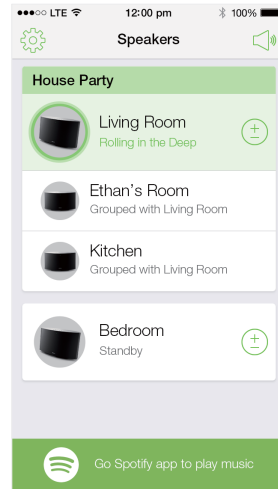 LTE 12:00 pm 100%
Speakers
House Party
Living Room
Rolling in the Deep
Ethan's Room
Grouped with Living Room
Kitchen
Grouped with Living Room
Bedroom
Standby
Go Spotify app to play music